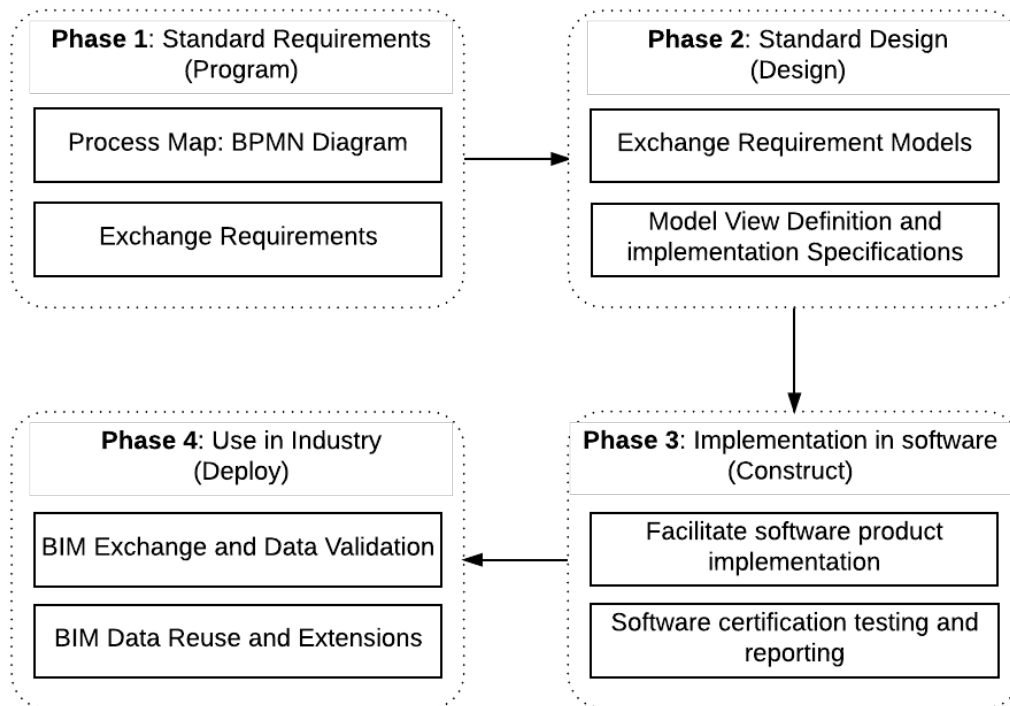 Phase 1: Standard Requirements
(Program)
Process Map: BPMN Diagram
Exchange Requirements
Phase 2: Standard Design
(Design)
Exchange Requirement Models
Model View Definition and
implementation Specifications
Phase 3: Implementation in software
(Construct)
Facilitate software product
implementation
Software certification testing and
reporting
Phase 4: Use in Industry
(Deploy)
BIM Exchange and Data Validation
BIM Data Reuse and Extensions